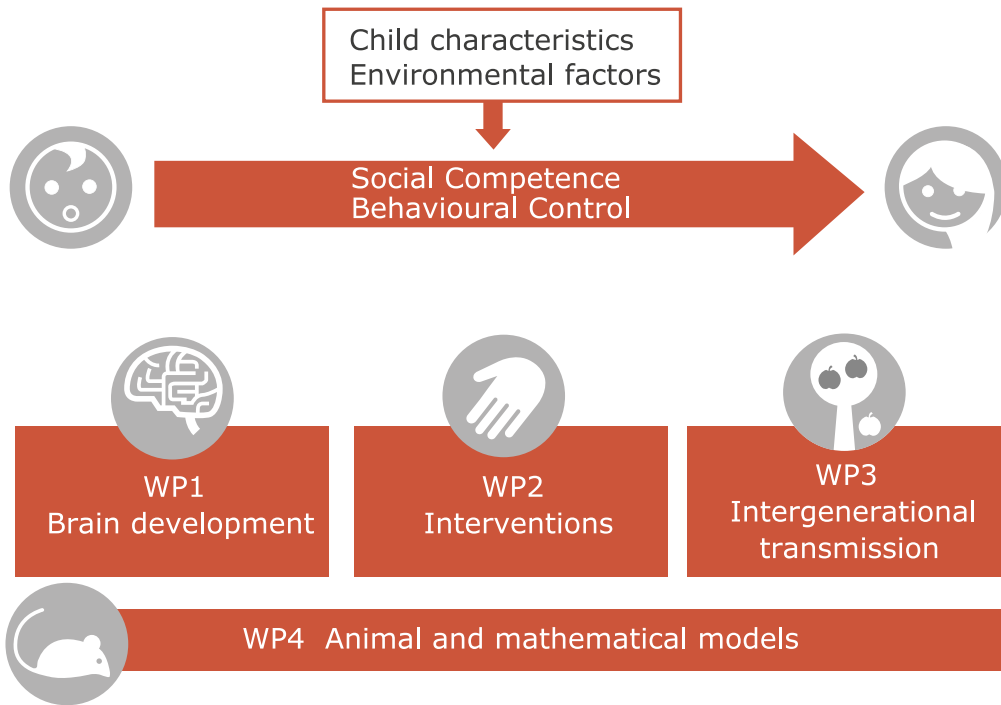 Child characteristics
Environmental factors
Social Competence
Behavioural Control
WP1
Brain development
WP2
Interventions
WP3
Intergenerational
transmission
WP4 Animal and mathematical models